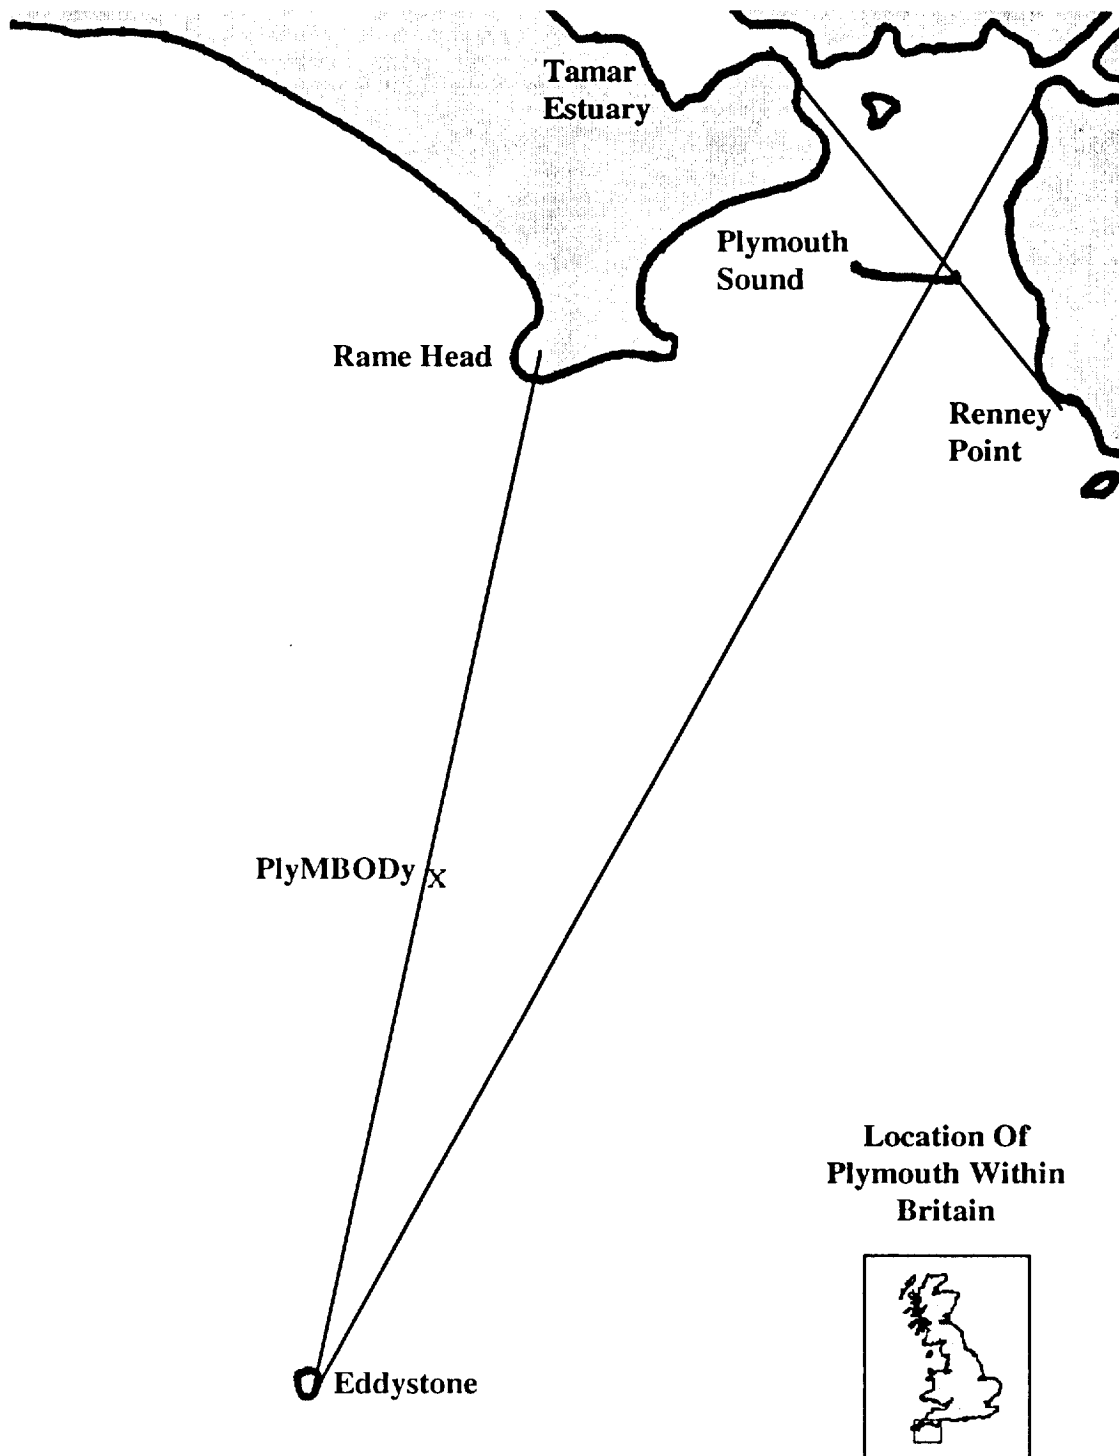 Tamar
Estuary
Plymouth
Sound
Rame Head
Renney
Point
PlyMBODy x
Location Of
Plymouth Within
Britain
Eddystone